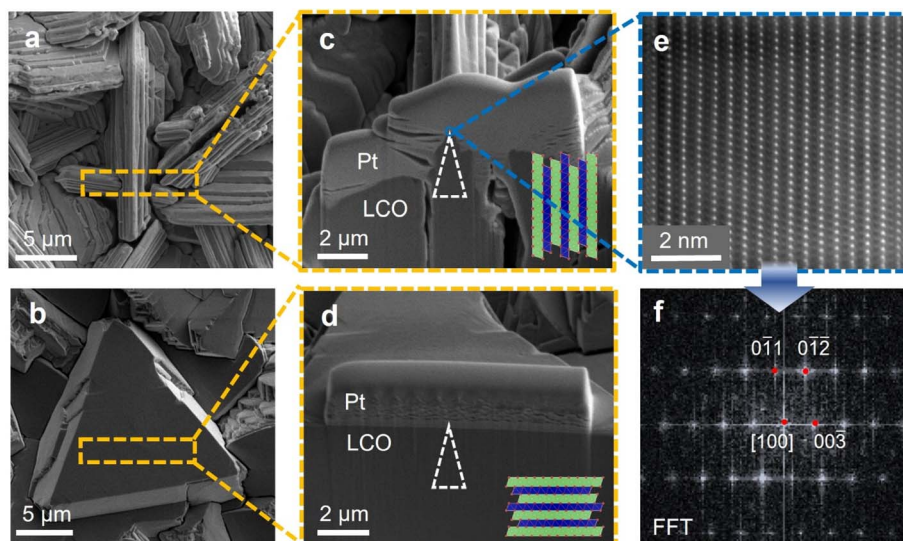 a
5 μm
c
Pt
LCO
2 μm
e
2 nm
b
5 μm
d
Pt
LCO
2 μm
f
01̅1 01̅2̅
[100] 003̅
FFT